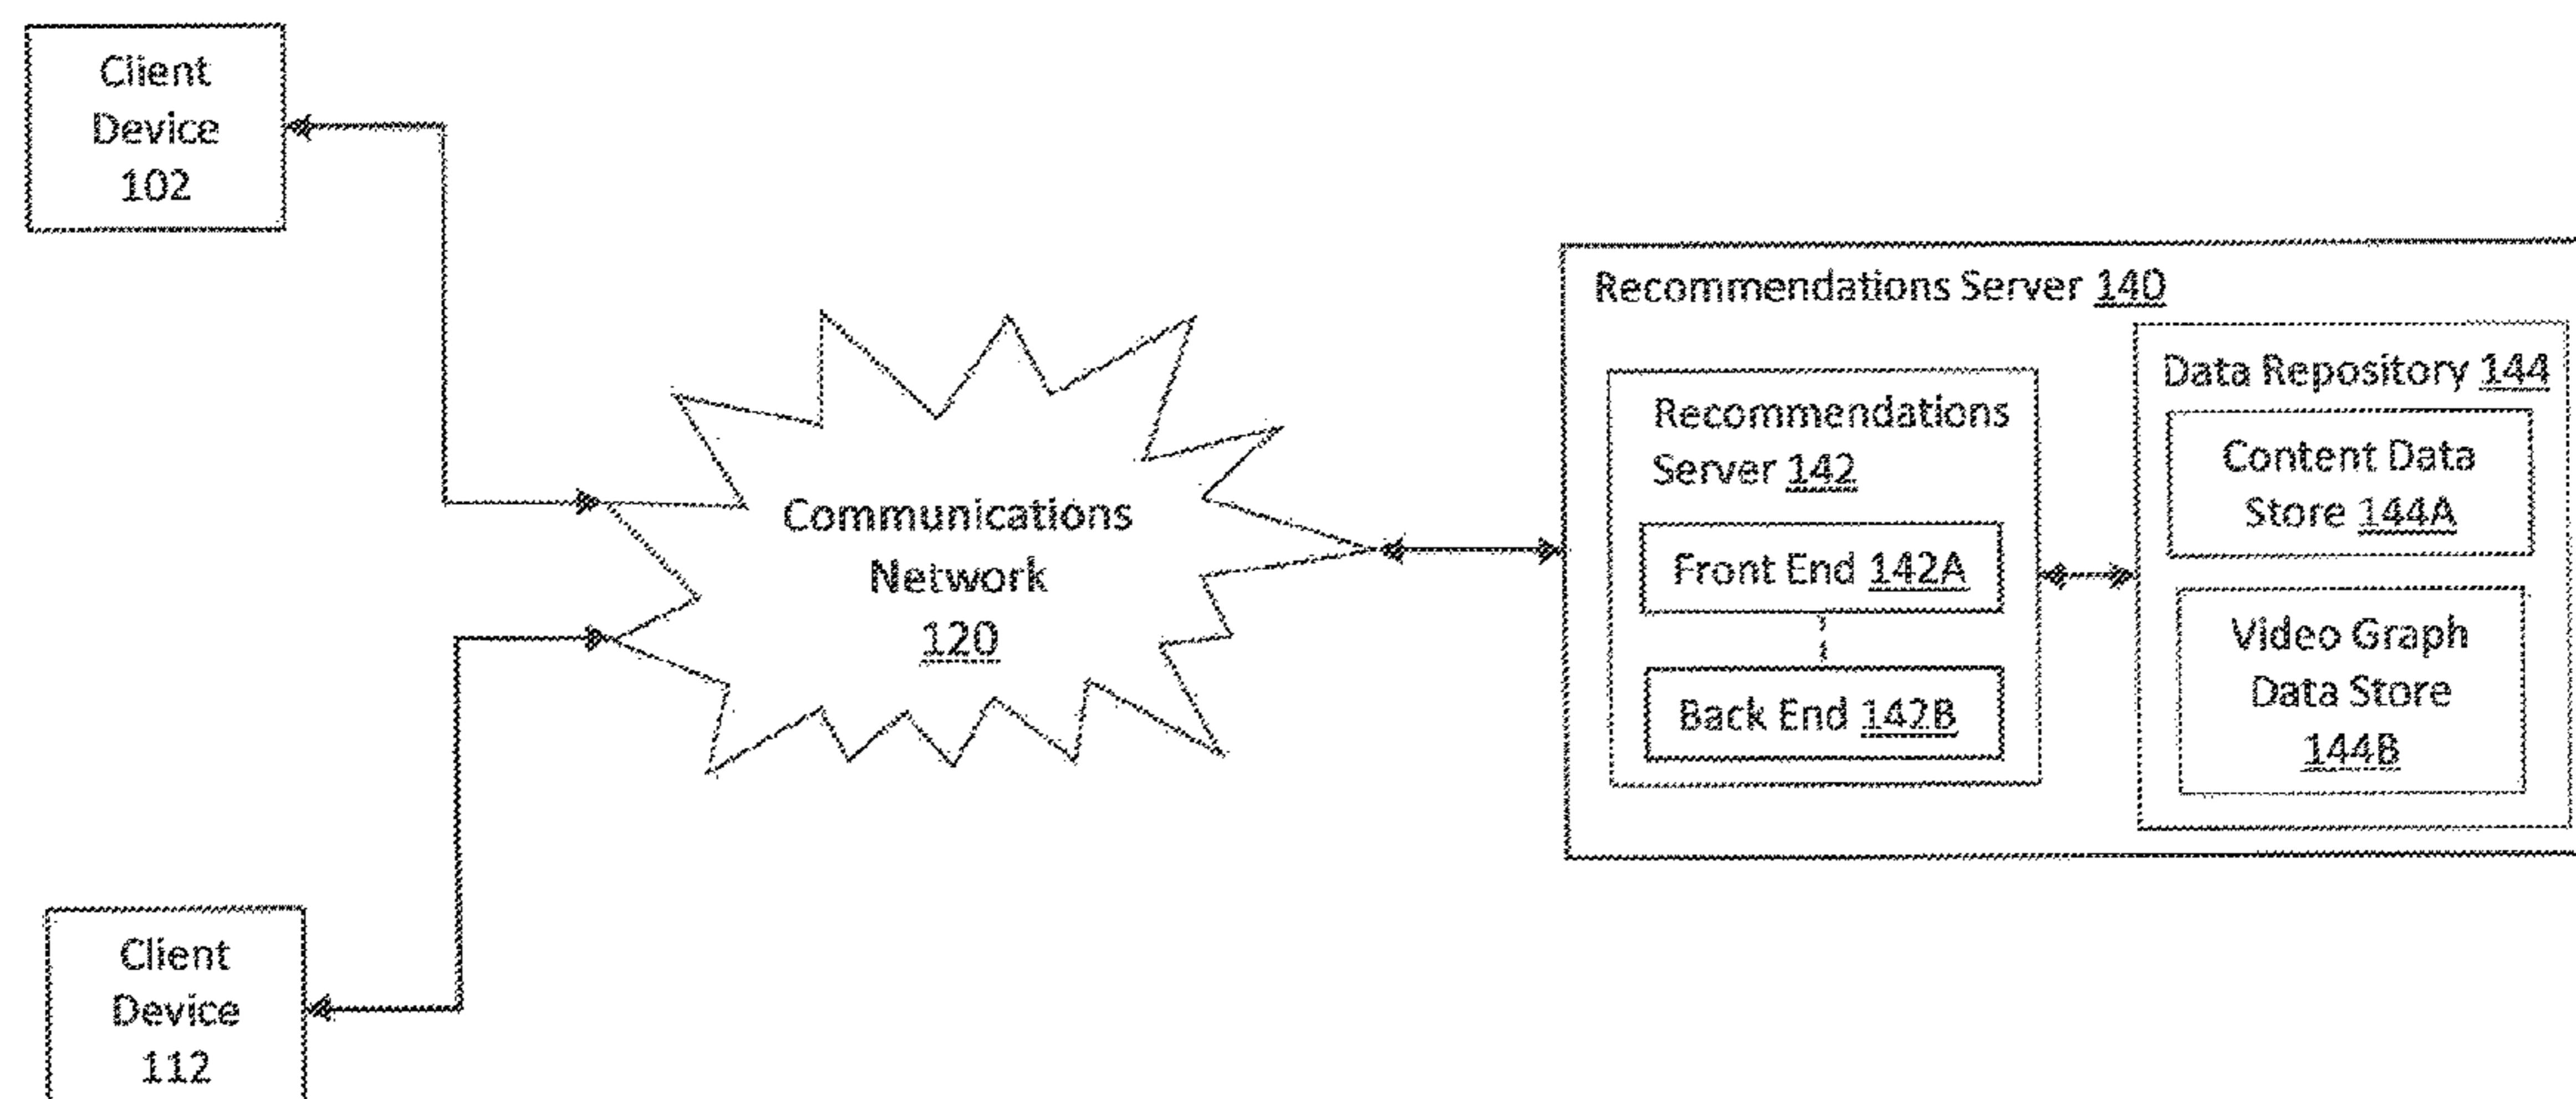 Client
Device
102
Communications
Network
120
Client
Device
112
Recommendations Server 140
Recommendations
Server 142
Front End 142A
Back End 142B
Data Repository 144
Content Data
Store 144A
Video Graph
Data Store
144B